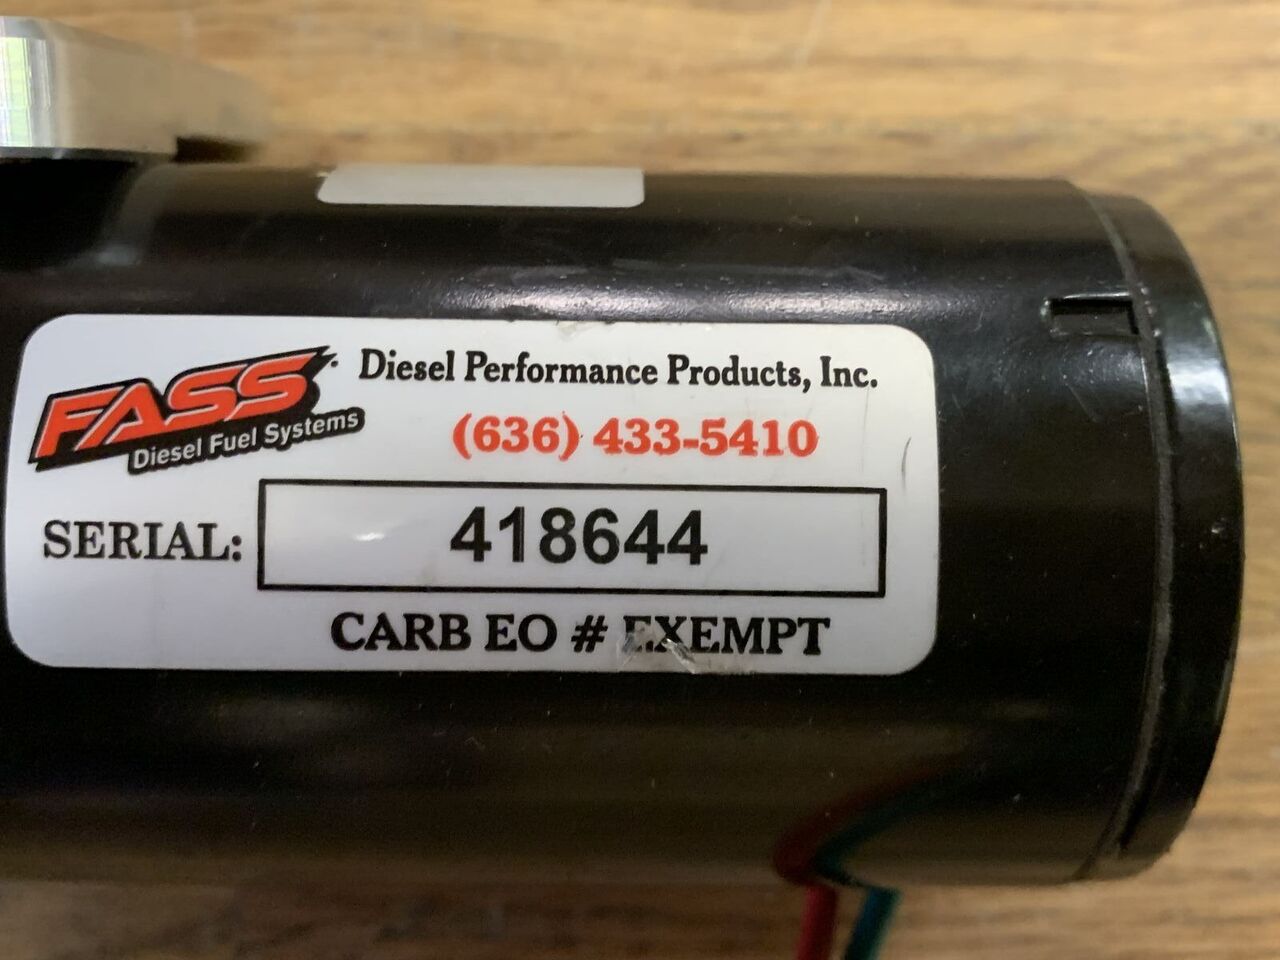 FASS
Diesel Fuel Systems
Diesel Performance Products, Inc.
(636) 433-5410
SERIAL: 418644
CARB EO # EXEMPT